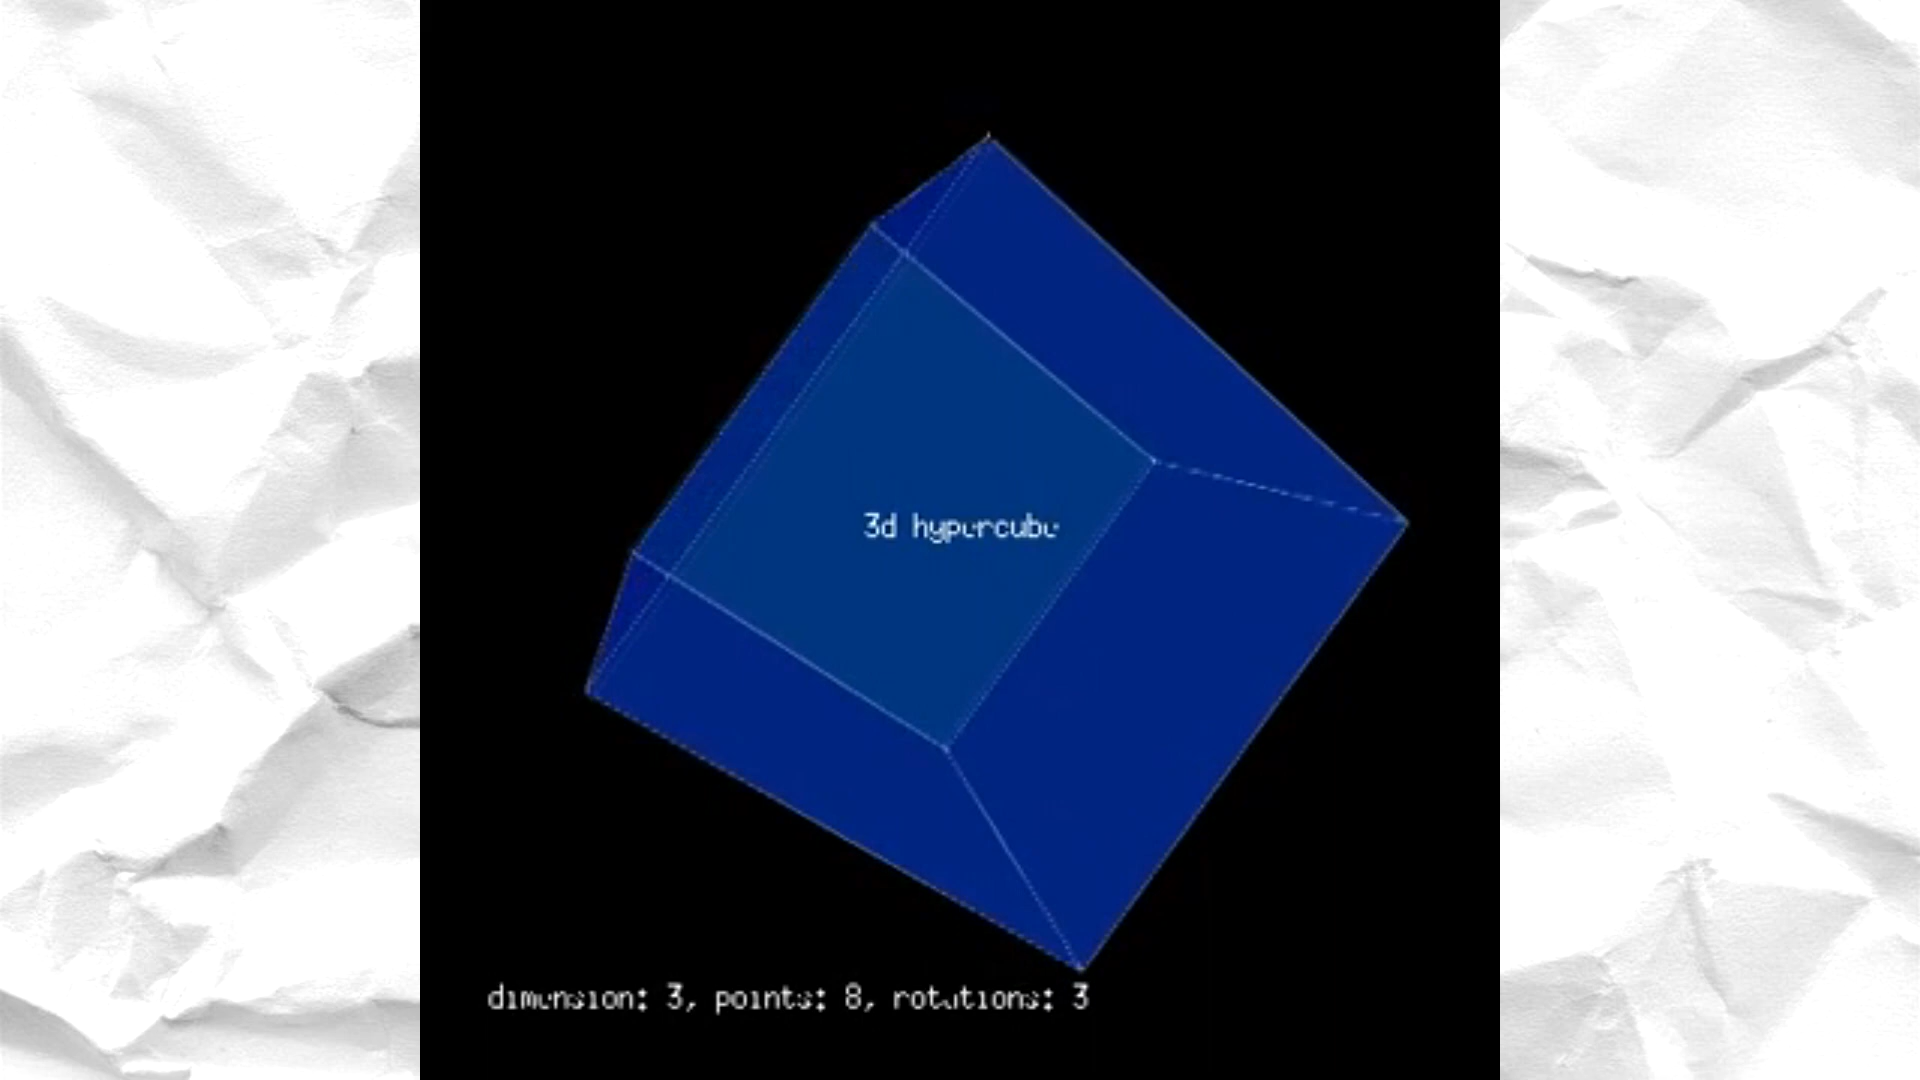 3d hypercube
dimension: 3, points: 8, rotations: 3